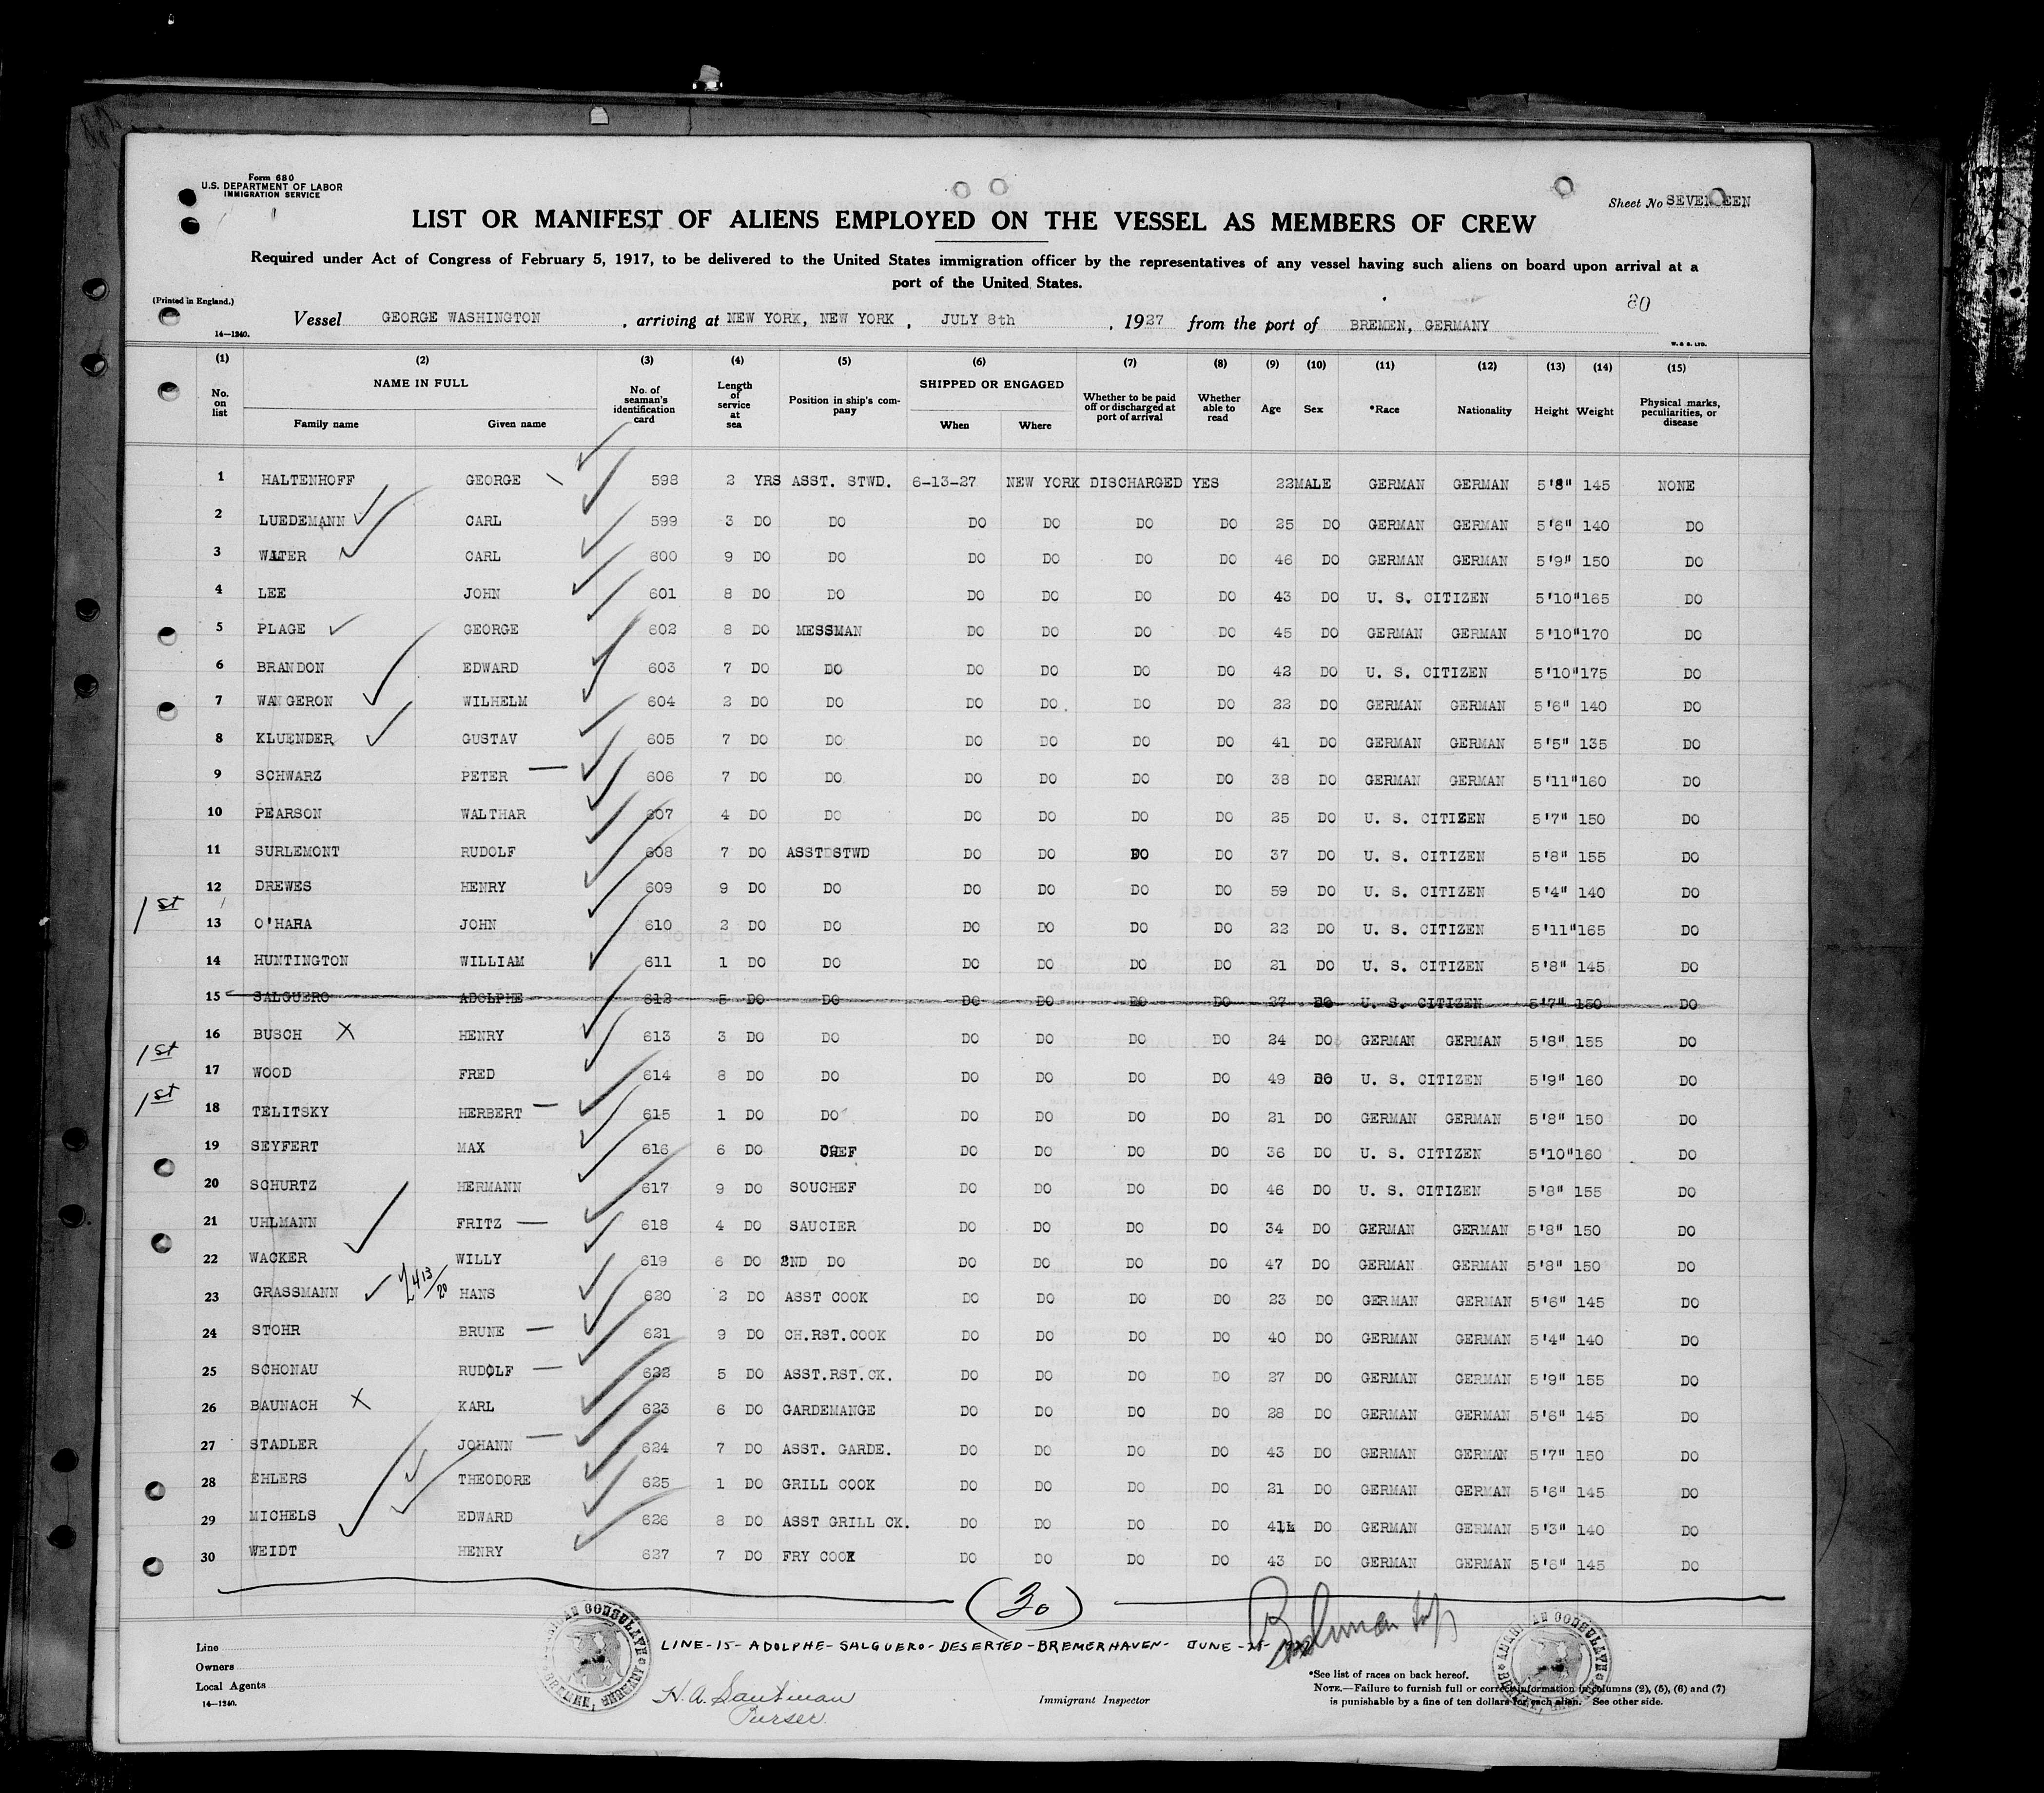 Form 680
U.S. DEPARTMENT OF LABOR
IMMIGRATION SERVICE
Sheet No SEVENTEEN
LIST OR MANIFEST OF ALIENS EMPLOYED ON THE VESSEL AS MEMBERS OF CREW
Required under Act of Congress of February 5, 1917, to be delivered to the United States immigration officer by the representatives of any vessel having such aliens on board upon arrival at a
port of the United States.
(Printed in England.)
80
14—1240.
Vessel GEORGE WASHINGTON , arriving at NEW YORK, NEW YORK , JULY 8th , 1927 from the port of BREMEN, GERMANY
W. & S. LTD.
(1) (2) (3) (4) (5) (6) (7) (8) (9) (10) (11) (12) (13) (14) (15)
No. on list NAME IN FULL Family name Given name No. of seaman's identification card Length of service at sea Position in ship's company SHIPPED OR ENGAGED When Where Whether to be paid off or discharged at port of arrival Whether able to read Age Sex *Race Nationality Height Weight Physical marks, peculiarities, or disease
1 HALTENHOFF GEORGE 598 2 YRS ASST. STWD. 6-13-27 NEW YORK DISCHARGED YES 22 MALE GERMAN GERMAN 5'8" 145 NONE
2 LUEDEMANN CARL 599 3 DO DO DO DO DO DO 25 DO GERMAN GERMAN 5'6" 140 DO
3 WALTER CARL 600 9 DO DO DO DO DO DO 46 DO GERMAN GERMAN 5'9" 150 DO
4 LEE JOHN 601 8 DO DO DO DO DO DO 43 DO U. S. CITIZEN 5'10" 165 DO
5 PLAGE GEORGE 602 8 DO MESSMAN DO DO DO DO 45 DO GERMAN GERMAN 5'10" 170 DO
6 BRANDON EDWARD 603 7 DO DO DO DO DO DO 42 DO U. S. CITIZEN 5'10" 175 DO
7 WANGERON WILHELM 604 2 DO DO DO DO DO DO 22 DO GERMAN GERMAN 5'6" 140 DO
8 KLUENDER GUSTAV 605 7 DO DO DO DO DO DO 41 DO GERMAN GERMAN 5'5" 135 DO
9 SCHWARZ PETER 606 7 DO DO DO DO DO DO 38 DO GERMAN GERMAN 5'11" 160 DO
10 PEARSON WALTHAR 607 4 DO DO DO DO DO DO 25 DO U. S. CITIZEN 5'7" 150 DO
11 SURLEMONT RUDOLF 608 7 DO ASSTDSTWD DO DO DO DO 37 DO U. S. CITIZEN 5'8" 155 DO
12 DREWES HENRY 609 9 DO DO DO DO DO DO 59 DO U. S. CITIZEN 5'4" 140 DO
1st
13 O'HARA JOHN 610 2 DO DO DO DO DO DO 22 DO U. S. CITIZEN 5'11" 165 DO
14 HUNTINGTON WILLIAM 611 1 DO DO DO DO DO DO 21 DO U. S. CITIZEN 5'8" 145 DO
15 SALGUERO ADOLPHE 612 5 DO DO DO DO DO DO 27 DO U. S. CITIZEN 5'7" 150 DO
16 BUSCH X HENRY 613 3 DO DO DO DO DO DO 24 DO GERMAN GERMAN 5'8" 155 DO
1st
17 WOOD FRED 614 8 DO DO DO DO DO DO 49 DO U. S. CITIZEN 5'9" 160 DO
1st
18 TELITSKY HERBERT 615 1 DO DO DO DO DO DO 21 DO GERMAN GERMAN 5'8" 150 DO
19 SEYFERT MAX 616 6 DO CHEF DO DO DO DO 36 DO U. S. CITIZEN 5'10" 160 DO
20 SCHURTZ HERMANN 617 9 DO SOUCHEF DO DO DO DO 46 DO U. S. CITIZEN 5'8" 155 DO
21 UHLMANN FRITZ 618 4 DO SAUCIER DO DO DO DO 34 DO GERMAN GERMAN 5'8" 150 DO
22 WACKER WILLY 619 6 DO 2ND DO DO DO DO DO 47 DO GERMAN GERMAN 5'8" 150 DO
23 GRASSMANN HANS 620 2 DO ASST COOK DO DO DO DO 23 DO GERMAN GERMAN 5'6" 145 DO
24 STOHR BRUNE 621 9 DO CH.RST.COOK DO DO DO DO 40 DO GERMAN GERMAN 5'4" 140 DO
25 SCHONAU RUDOLF 622 5 DO ASST.RST.CK. DO DO DO DO 27 DO GERMAN GERMAN 5'9" 155 DO
26 BAUNACH X KARL 623 6 DO GARDEMANGE DO DO DO DO 28 DO GERMAN GERMAN 5'6" 145 DO
27 STADLER JOHANN 624 7 DO ASST. GARDE. DO DO DO DO 43 DO GERMAN GERMAN 5'7" 150 DO
28 EHLERS THEODORE 625 1 DO GRILL COOK DO DO DO DO 21 DO GERMAN GERMAN 5'6" 145 DO
29 MICHELS EDWARD 626 8 DO ASST GRILL CK. DO DO DO DO 41 DO GERMAN GERMAN 5'3" 140 DO
30 WEIDT HENRY 627 7 DO FRY COOK DO DO DO DO 43 DO GERMAN GERMAN 5'6" 145 DO
(30)
LINE-15- ADOLPHE-SALGUERO-DESERTED-BREMERHAVEN- JUNE
Line
Owners
Local Agents
14—1240.
AMERICAN CONSULATE
BREMEN, GERMANY
H. A. Sautman
Purser
Immigrant Inspector
AMERICAN CONSULATE
*See list of races on back hereof.
NOTE.—Failure to furnish full or correct information in columns (2), (5), (6) and (7)
is punishable by a fine of ten dollars for each alien. See other side.